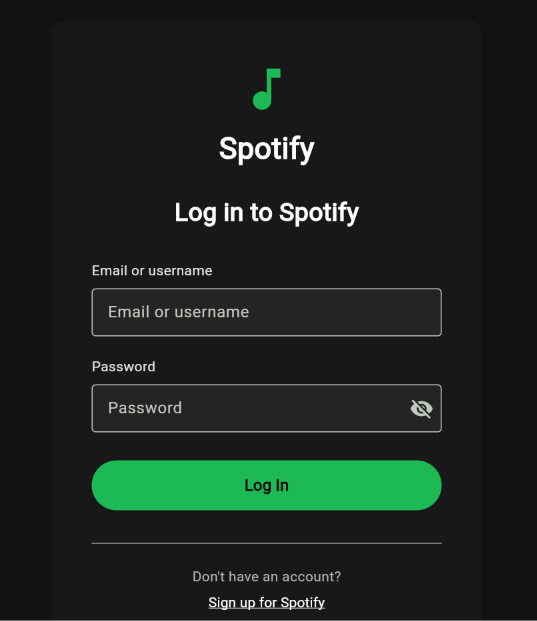 Spotify
Log in to Spotify
Email or username
Email or username
Password
Password
Log In
Don't have an account?
Sign up for Spotify